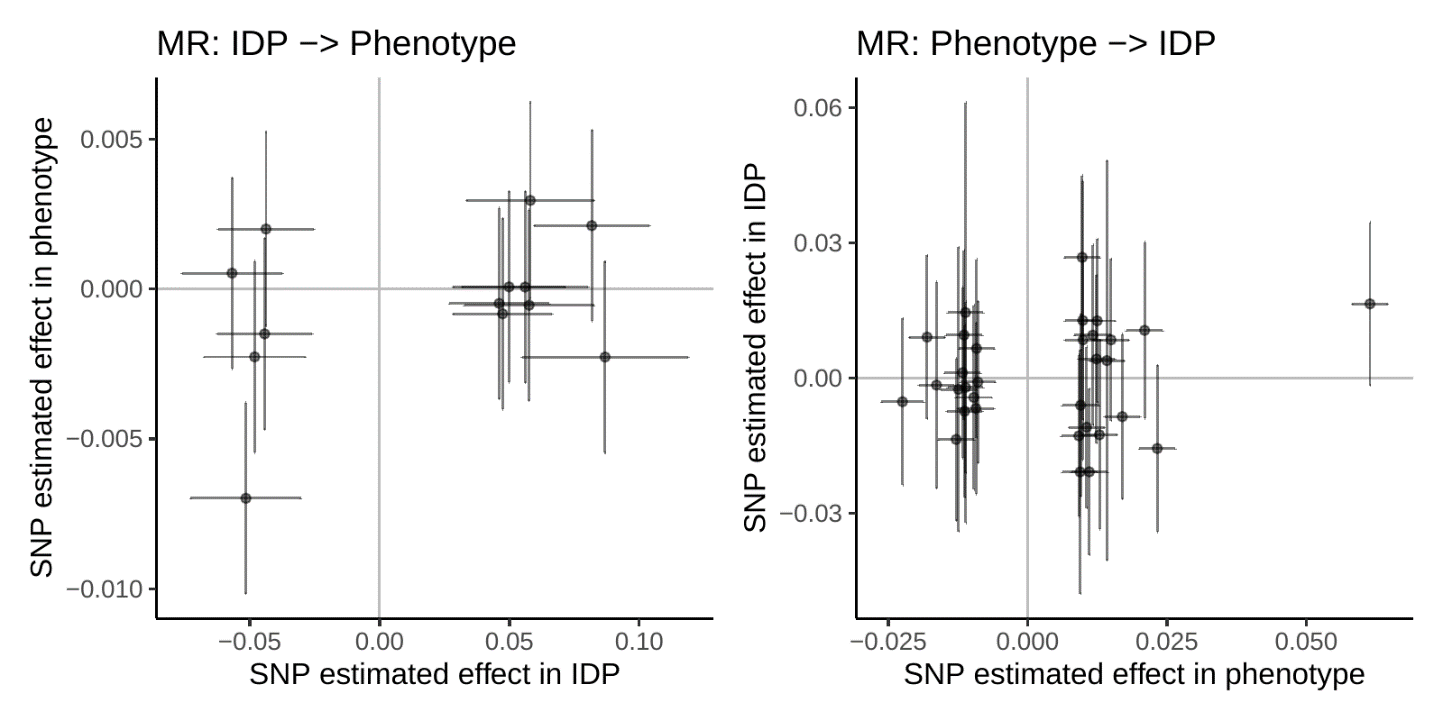 MR: IDP −> Phenotype
SNP estimated effect in phenotype
0.005
0.000
−0.005
−0.010
−0.05
0.00
0.05
0.10
SNP estimated effect in IDP
MR: Phenotype −> IDP
SNP estimated effect in IDP
0.06
0.03
0.00
−0.03
−0.025
0.000
0.025
0.050
SNP estimated effect in phenotype